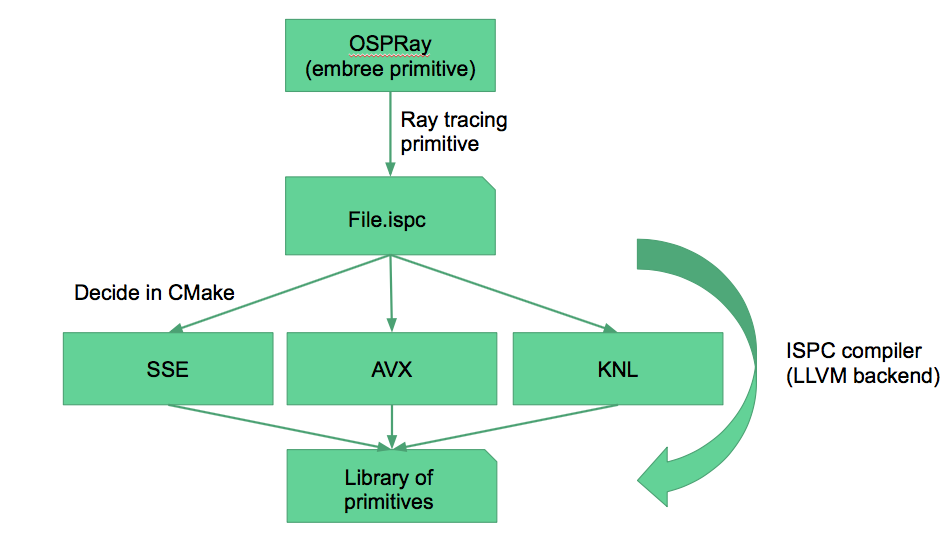 OSPRay
(embree primitive)
Ray tracing
primitive
File.ispc
Decide in CMake
SSE
AVX
KNL
ISPC compiler
(LLVM backend)
Library of
primitives